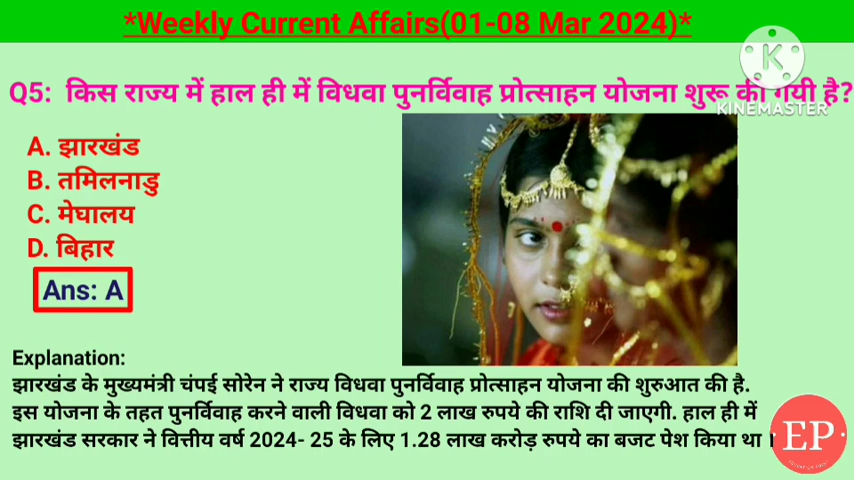 *Weekly Current Affairs(01-08 Mar 2024)*
Q5: किस राज्य में हाल ही में विधवा पुनर्विवाह प्रोत्साहन योजना शुरू की गयी है?
KINEMASTER
A. झारखंड
B. तमिलनाडु
C. मेघालय
D. बिहार
Ans: A
Explanation:
झारखंड के मुख्यमंत्री चंपई सोरेन ने राज्य विधवा पुनर्विवाह प्रोत्साहन योजना की शुरुआत की है.
इस योजना के तहत पुनर्विवाह करने वाली विधवा को 2 लाख रुपये की राशि दी जाएगी. हाल ही में
झारखंड सरकार ने वित्तीय वर्ष 2024- 25 के लिए 1.28 लाख करोड़ रुपये का बजट पेश किया था।
EP